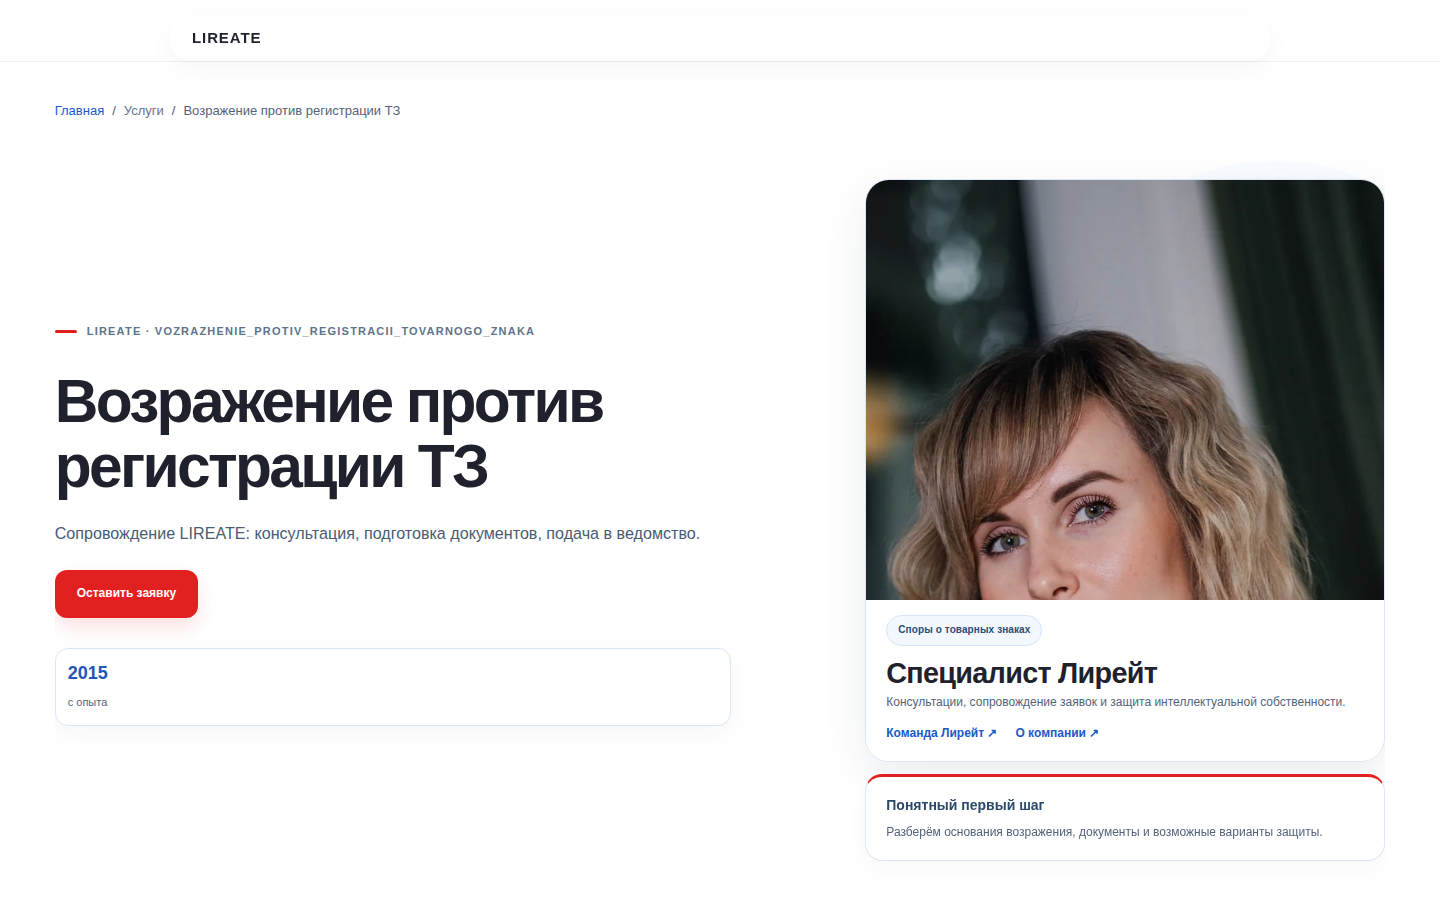 LIREATE
Главная / Услуги / Возражение против регистрации ТЗ
LIREATE · VOZRAZHENIE_PROTIV_REGISTRACII_TOVARNOGO_ZNAKA
Возражение против
регистрации ТЗ
Сопровождение LIREATE: консультация, подготовка документов, подача в ведомство.
Оставить заявку
2015
с опыта
Споры о товарных знаках
Специалист Лирейт
Консультации, сопровождение заявок и защита интеллектуальной собственности.
Команда Лирейт ↗ О компании ↗
Понятный первый шаг
Разберём основания возражения, документы и возможные варианты защиты.